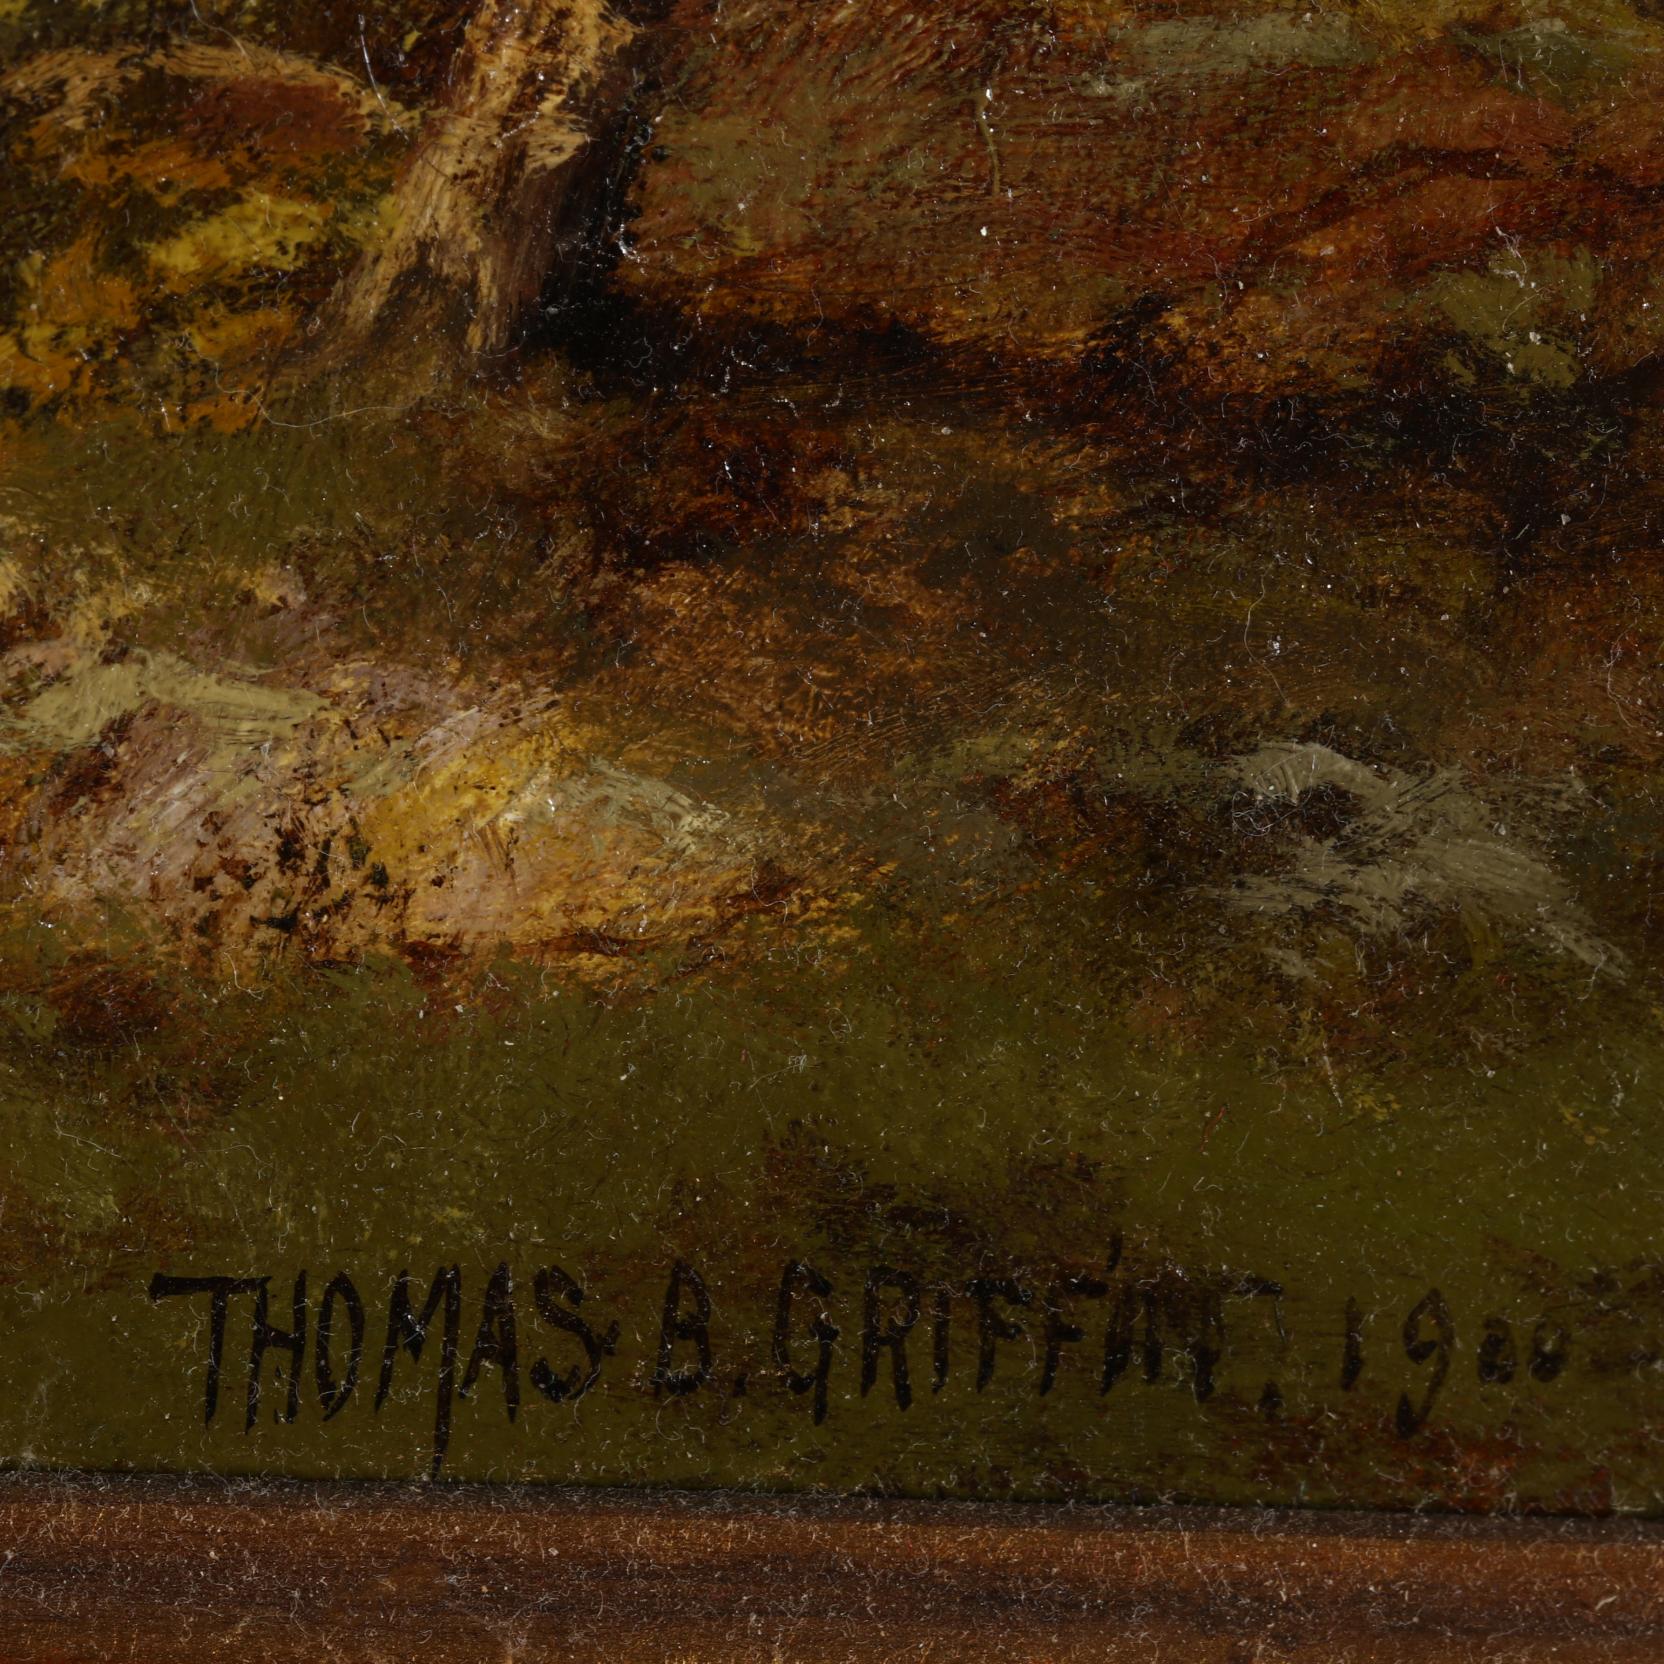 THOMAS B. GRIFFIN, 1900